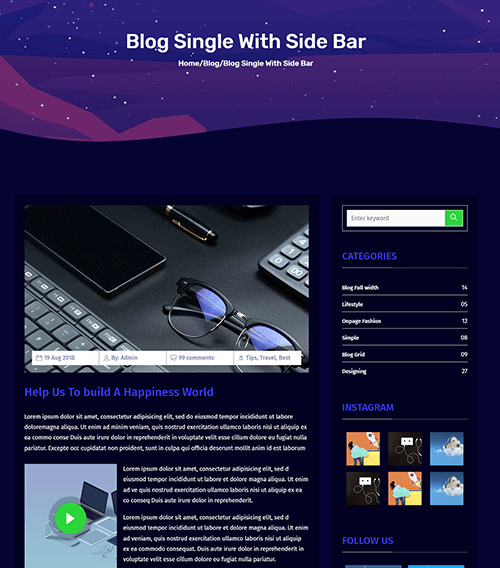 Blog Single With Side Bar
Home/Blog/Blog Single With Side Bar
19 Aug 2018
By: Admin
99 comments
Tips, Travel, Best
Help Us To build A Happiness World
Lorem ipsum dolor sit amet, consectetur adipisicing elit, sed do eiusmod tempor incididunt ut labore
doloremagna aliqua. Ut enim ad minim veniam, quis nostrud exercitation ullamco laboris nisi ut aliquip ex
ea commo conse Duis aute irure dolor in reprehenderit in voluptate velit esse cillum dolore eu fugiat nulla
pariatur. Excepte occ cupidatat non proident, sunt in culpa qui officia deserunt mollit anim id est laborum
Lorem ipsum dolor sit amet, consectetur adipisicing elit, sed d
eiusmod tempor incididunt ut labore et dolore magna aliqua. Ut enim
ad ve quis nostrud exercitation ullamco laboris nisi ut aliquip ex ea
co conseq Duis aute irure dolor in reprehenderit.
Lorem ipsum dolor sit amet, consectetur adipisicing elit, sed d
eiusmod tempor incididunt ut labore et dolore magna aliqua. Ut
enim ad minim veniam, quis nostrud exercitation ullamco laboris nisi
ut aliquip ex ea commodo consequat. Duis aute irure dolor in
reprehenderit in voluptate velit esse cillum dolore eu fugiat nulla
pariatur.
Enter keyword
CATEGORIES
Blog Full width 14
Lifestyle 05
Onpage Fashion 12
Simple 08
Blog Grid 09
Designing 27
INSTAGRAM
FOLLOW US